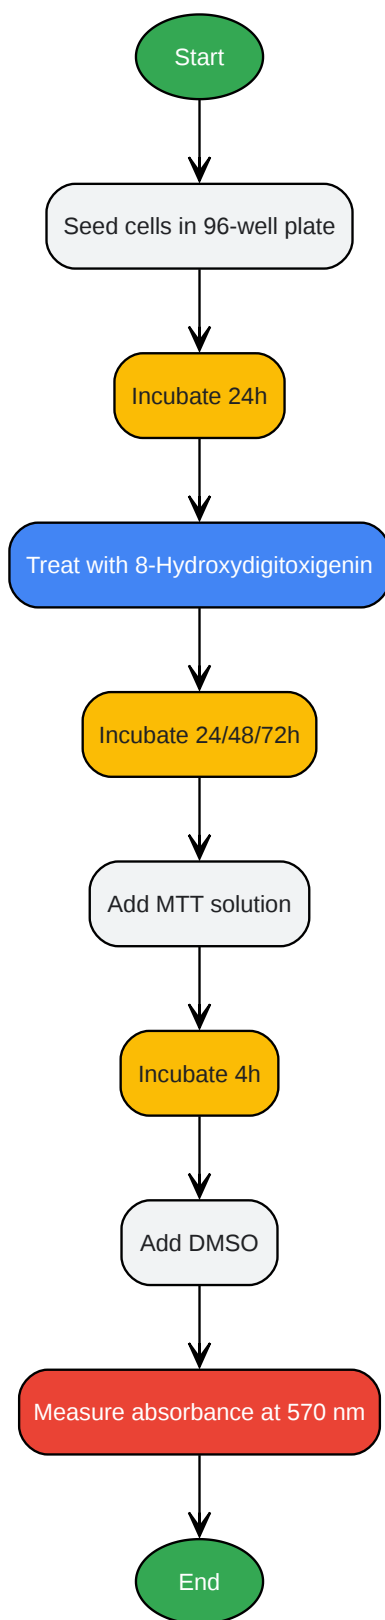 Start
Seed cells in 96-well plate
Incubate 24h
Treat with 8-Hydroxydigitoxigenin
Incubate 24/48/72h
Add MTT solution
Incubate 4h
Add DMSO
Measure absorbance at 570 nm
End